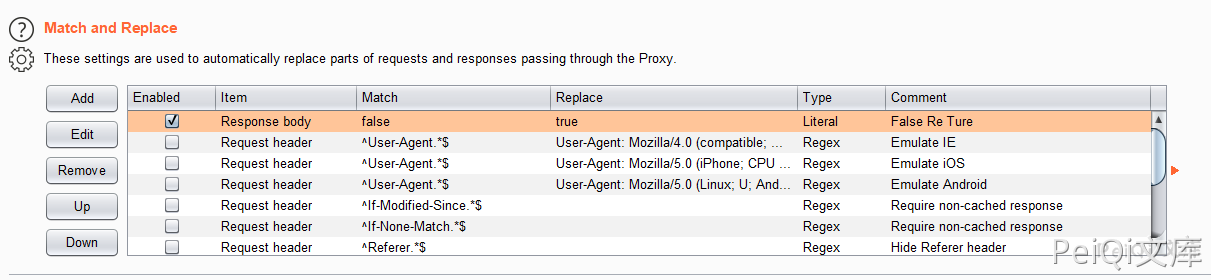 Match and Replace
These settings are used to automatically replace parts of requests and responses passing through the Proxy.
Add
Edit
Remove
Up
Down
Enabled Item Match Replace Type Comment
Response body false true Literal False Re Ture
Request header ^User-Agent.*$ User-Agent: Mozilla/4.0 (compatible; ... Regex Emulate IE
Request header ^User-Agent.*$ User-Agent: Mozilla/5.0 (iPhone; CPU ... Regex Emulate iOS
Request header ^User-Agent.*$ User-Agent: Mozilla/5.0 (Linux; U; And... Regex Emulate Android
Request header ^If-Modified-Since.*$ Regex Require non-cached response
Request header ^If-None-Match.*$ Regex Require non-cached response
Request header ^Referer.*$ Regex Hide Referer header
PeiQi文库